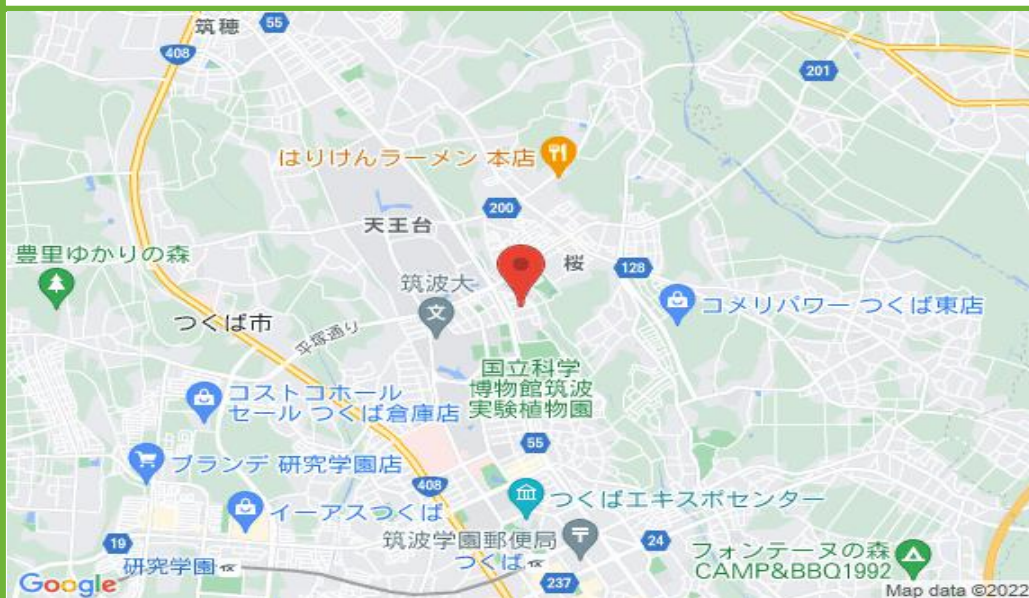 筑穂
55
408
201
はりけんラーメン 本店
200
天王台
豊里ゆかりの森
桜
128
筑波大
文
コメリパワー つくば東店
つくば市
平塚通り
国立科学
博物館筑波
実験植物園
コストコホール
セール つくば倉庫店
55
ブランデ 研究学園店
408
つくばエキスポセンター
イーアスつくば
筑波学園郵便局
19
24
つくば
フォンテーヌの森
CAMP&BBQ1992
研究学園
237
Google
Map data ©2022